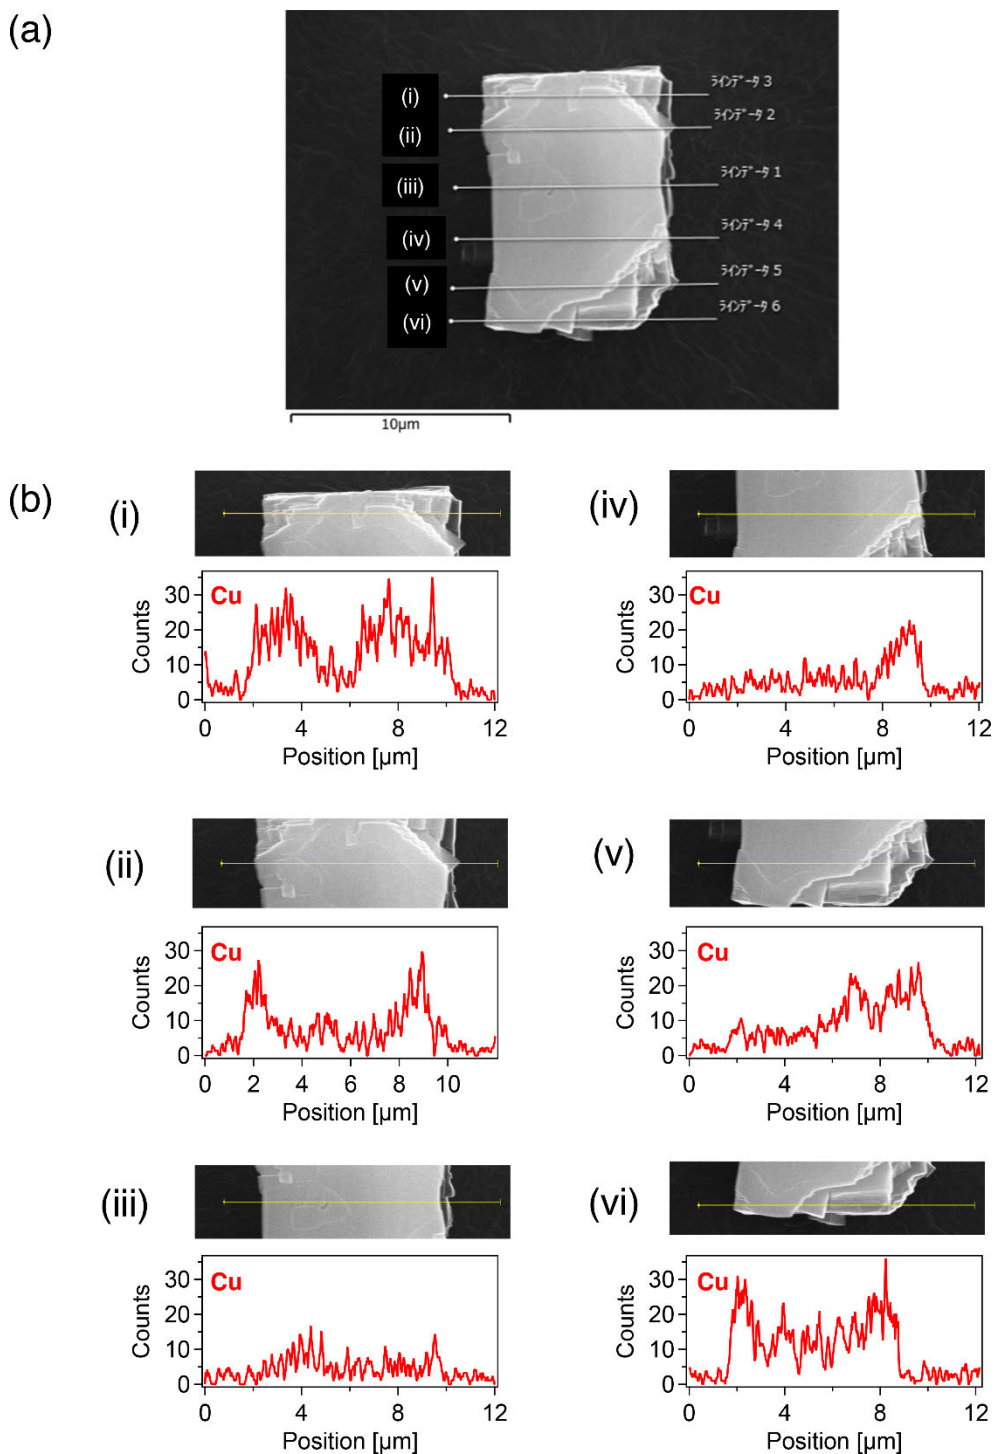 (a)
(i)
ラインデータ 3
(ii)
ラインデータ 2
(iii)
ラインデータ 1
(iv)
ラインデータ 4
(v)
ラインデータ 5
(vi)
ラインデータ 6
10μm
(b)
(i)
Cu
Counts
30
20
10
0
0 4 8 12
Position [μm]
(iv)
Cu
Counts
30
20
10
0
0 4 8 12
Position [μm]
(ii)
Cu
Counts
30
20
10
0
0 2 4 6 8 10
Position [μm]
(v)
Cu
Counts
30
20
10
0
0 4 8 12
Position [μm]
(iii)
Cu
Counts
30
20
10
0
0 4 8 12
Position [μm]
(vi)
Cu
Counts
30
20
10
0
0 4 8 12
Position [μm]